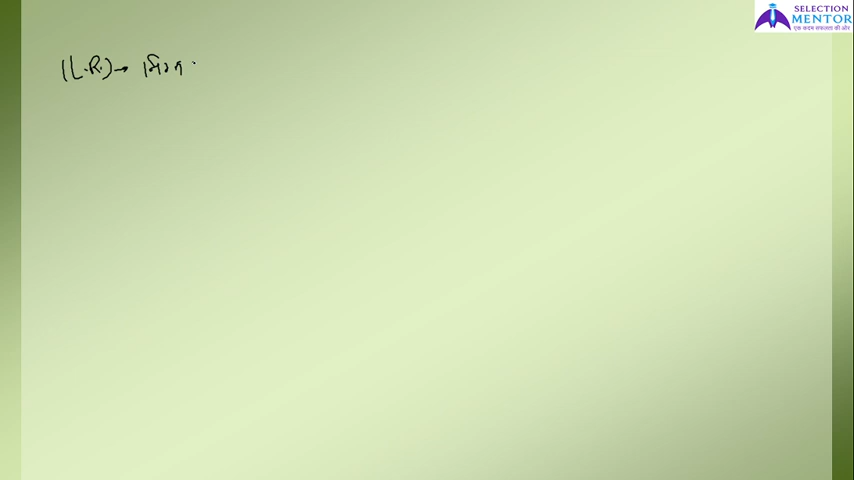 SELECTION
MENTOR
एक कदम सफलता की ओर
(L.R.) →